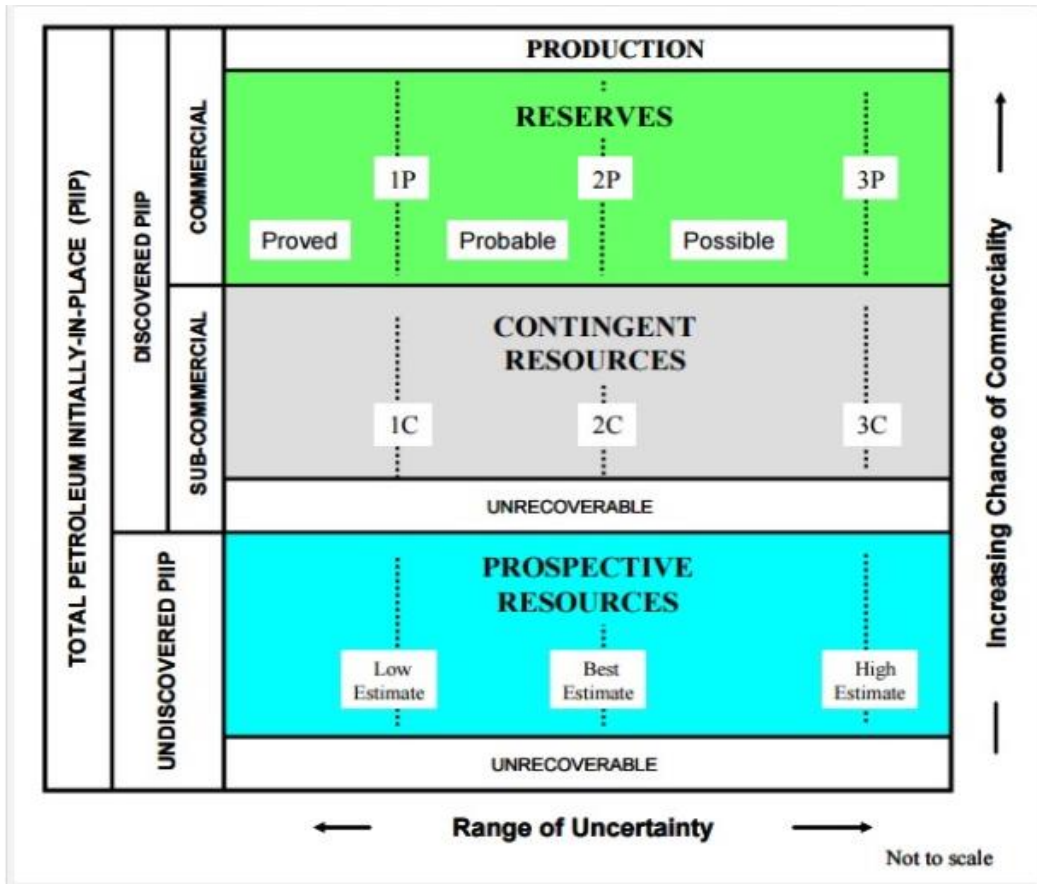 TOTAL PETROLEUM INITIALLY-IN-PLACE (PIIP)
DISCOVERED PIIP
UNDISCOVERED PIIP
COMMERCIAL
SUB-COMMERCIAL
PRODUCTION
RESERVES
1P
2P
3P
Proved
Probable
Possible
CONTINGENT
RESOURCES
1C
2C
3C
UNRECOVERABLE
PROSPECTIVE
RESOURCES
Low
Estimate
Best
Estimate
High
Estimate
UNRECOVERABLE
Increasing Chance of Commerciality
Range of Uncertainty
Not to scale